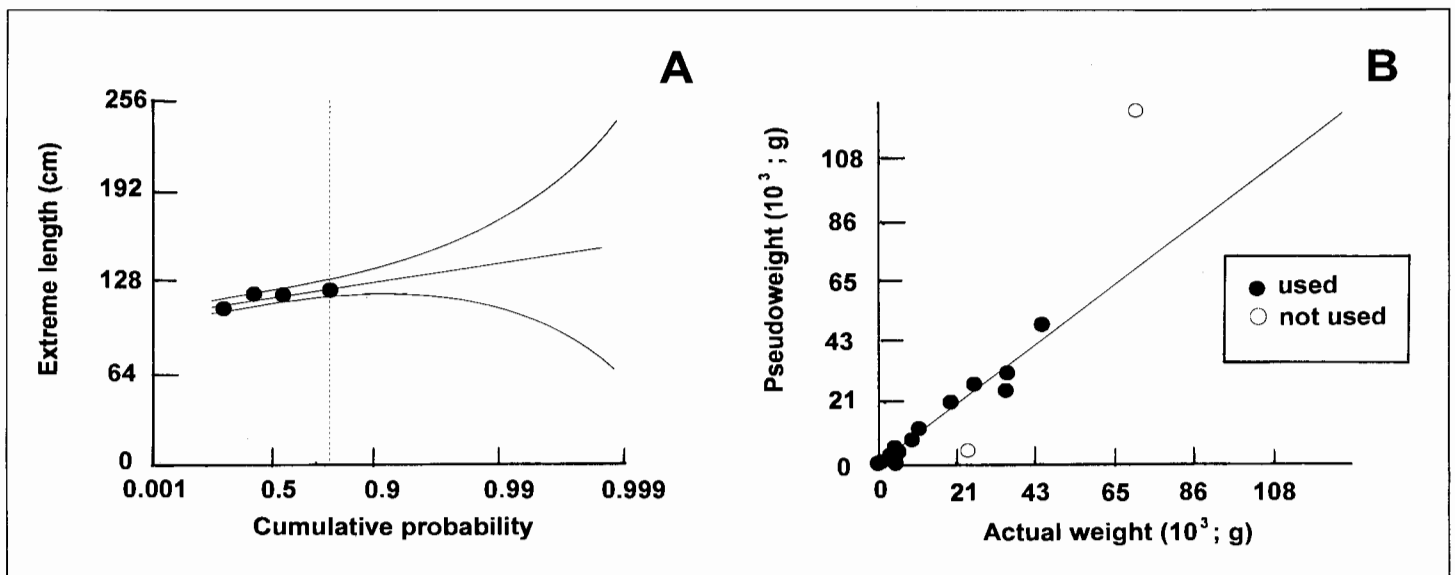 A
Extreme length (cm)
256
192
128
64
0
0.001 0.5 0.9 0.99 0.999
Cumulative probability
B
Pseudoweight (10³ ; g)
108
86
65
43
21
0
0 21 43 65 86 108
Actual weight (10³ ; g)
used
not used